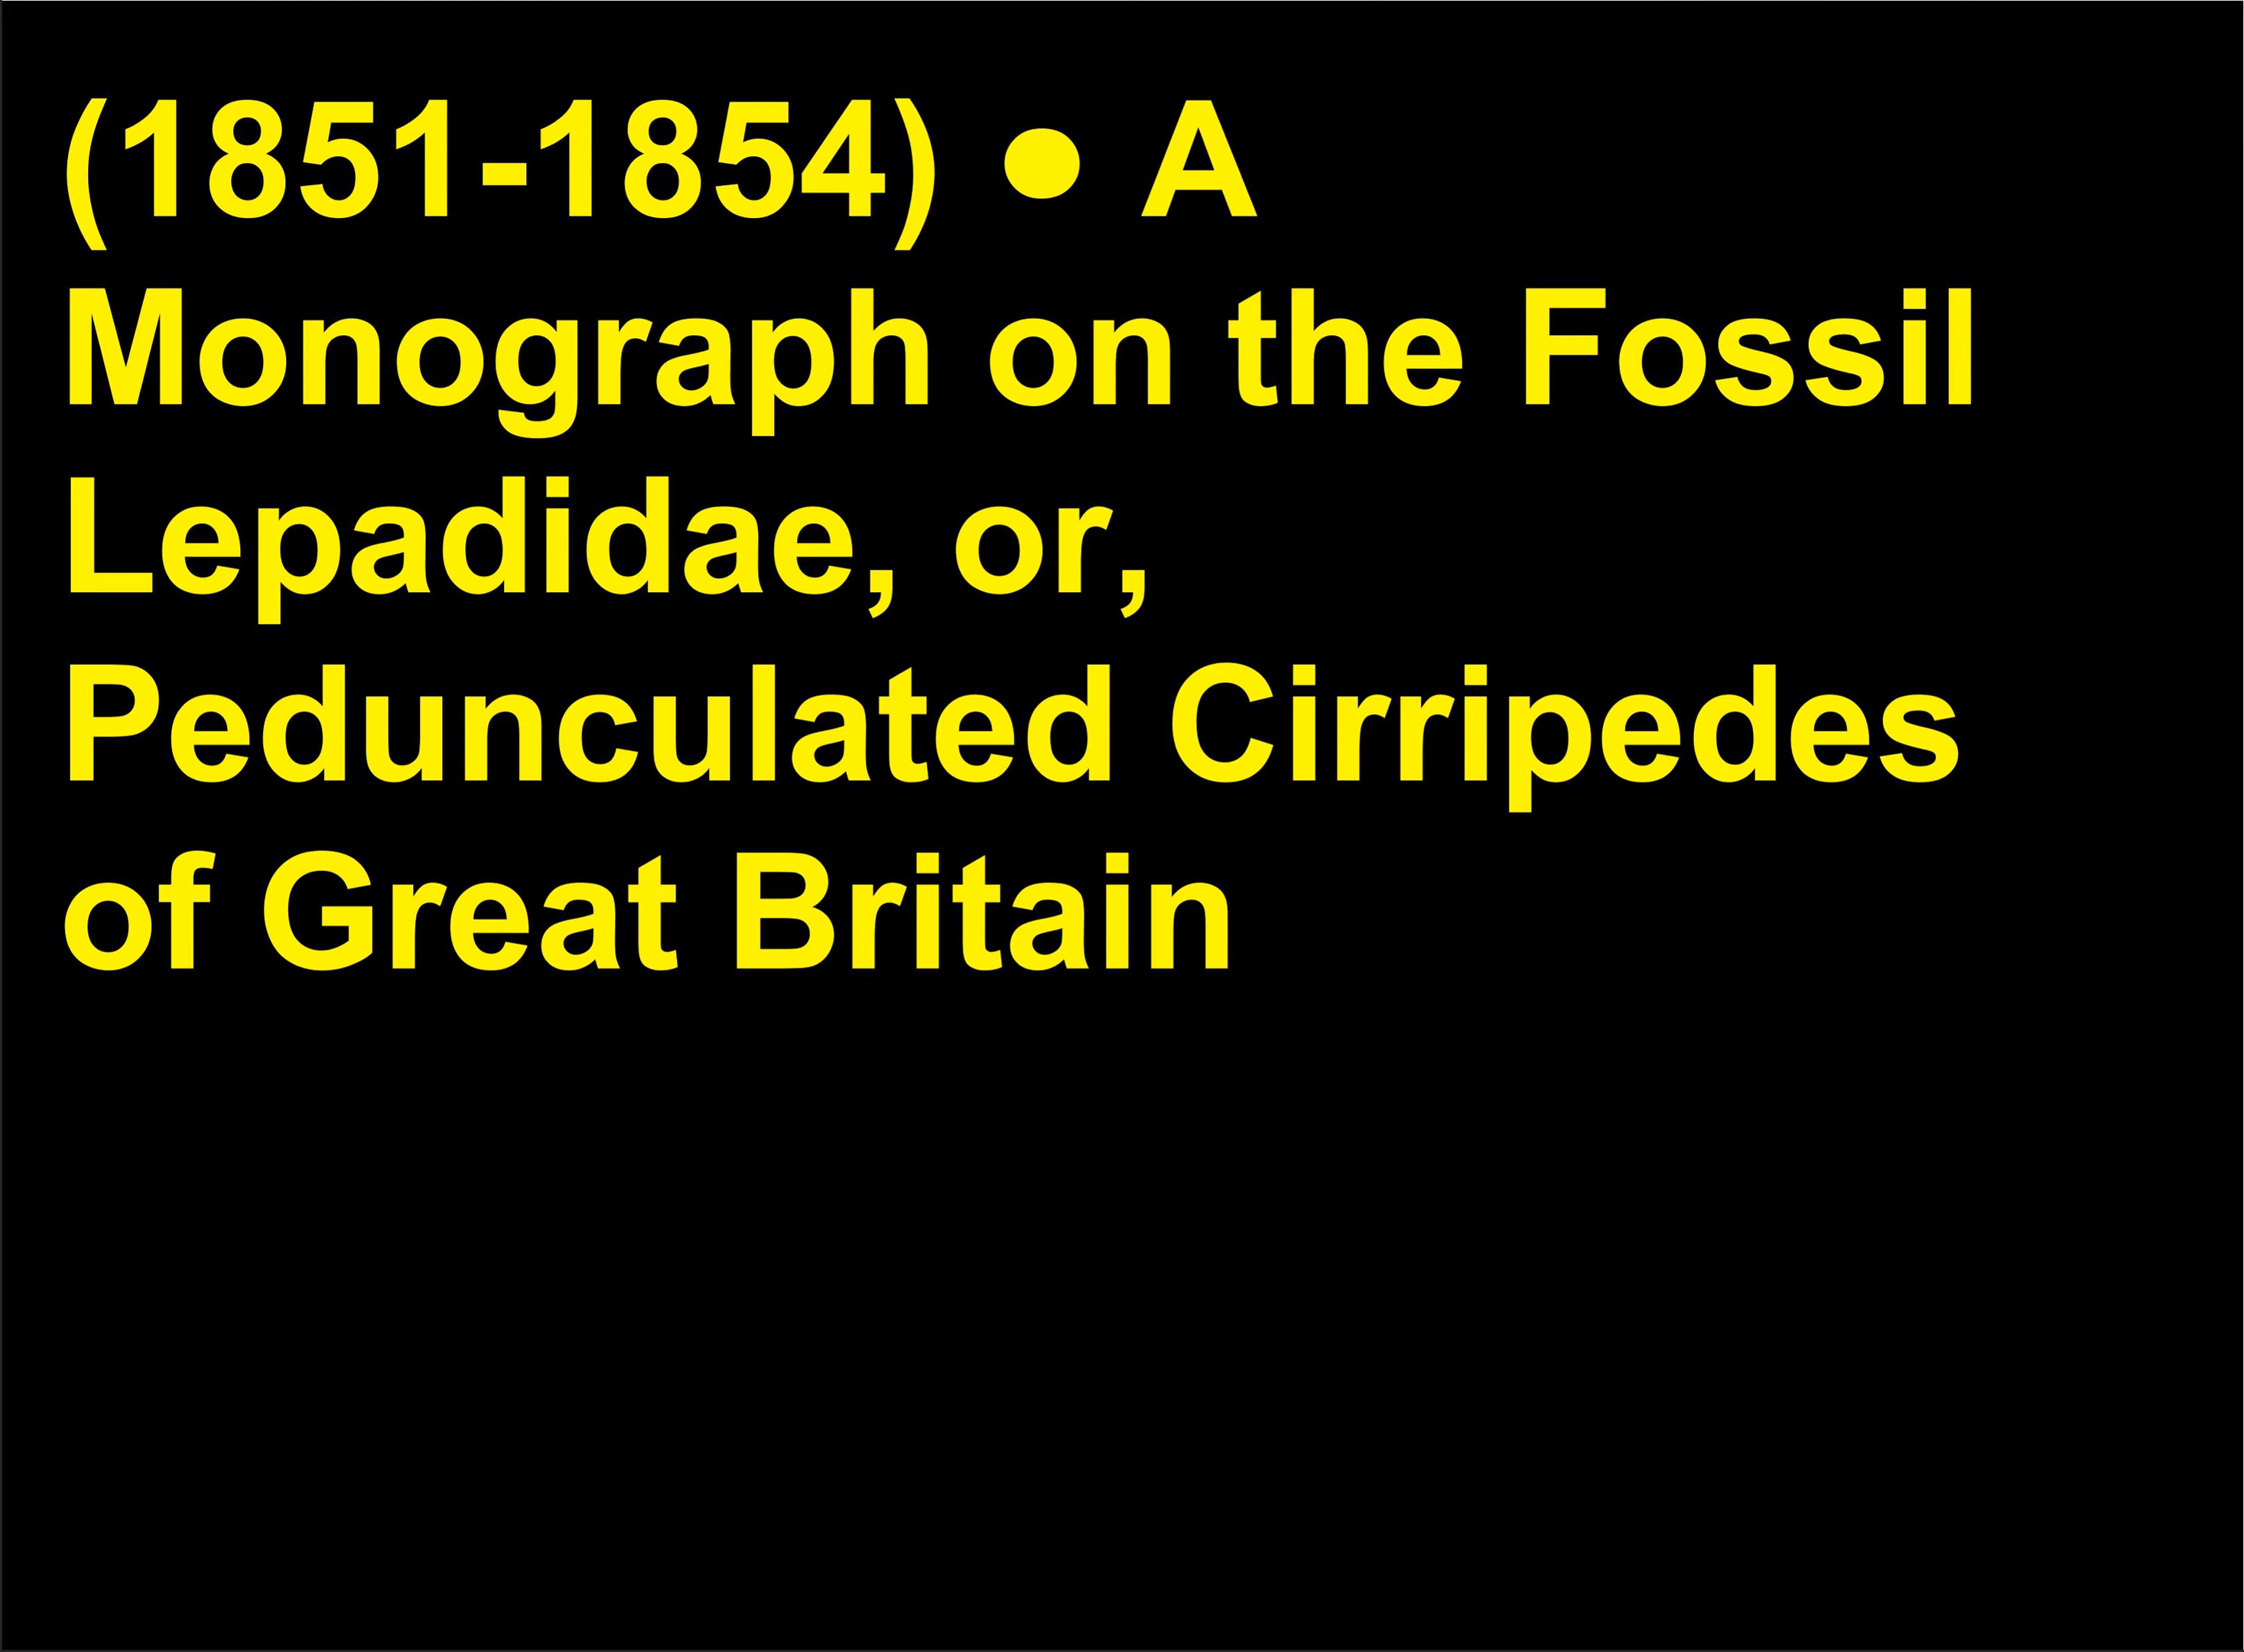 (1851-1854) ● A
Monograph on the Fossil
Lepadidae, or,
Pedunculated Cirripedes
of Great Britain